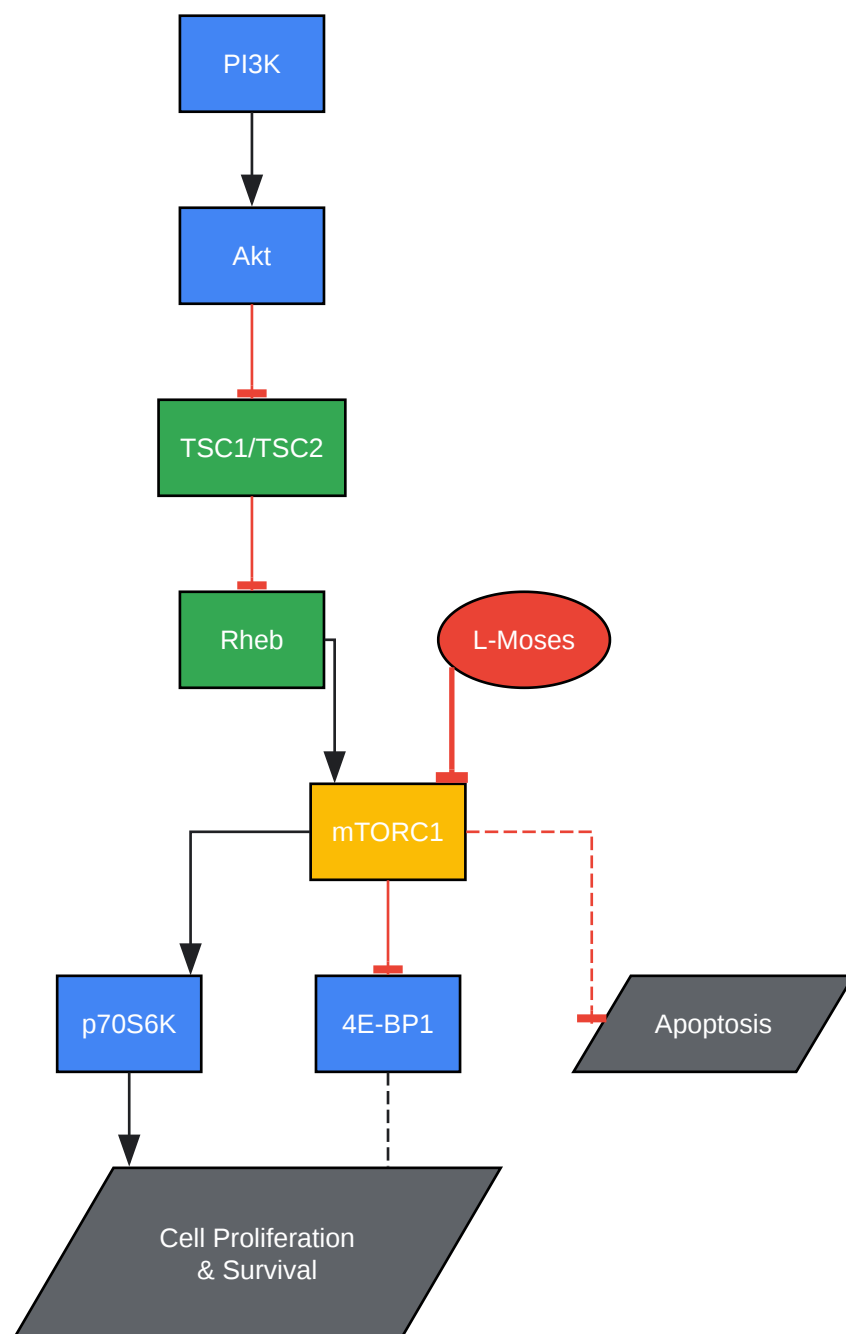 PI3K
Akt
TSC1/TSC2
Rheb
L-Moses
mTORC1
p70S6K
4E-BP1
Apoptosis
Cell Proliferation
& Survival